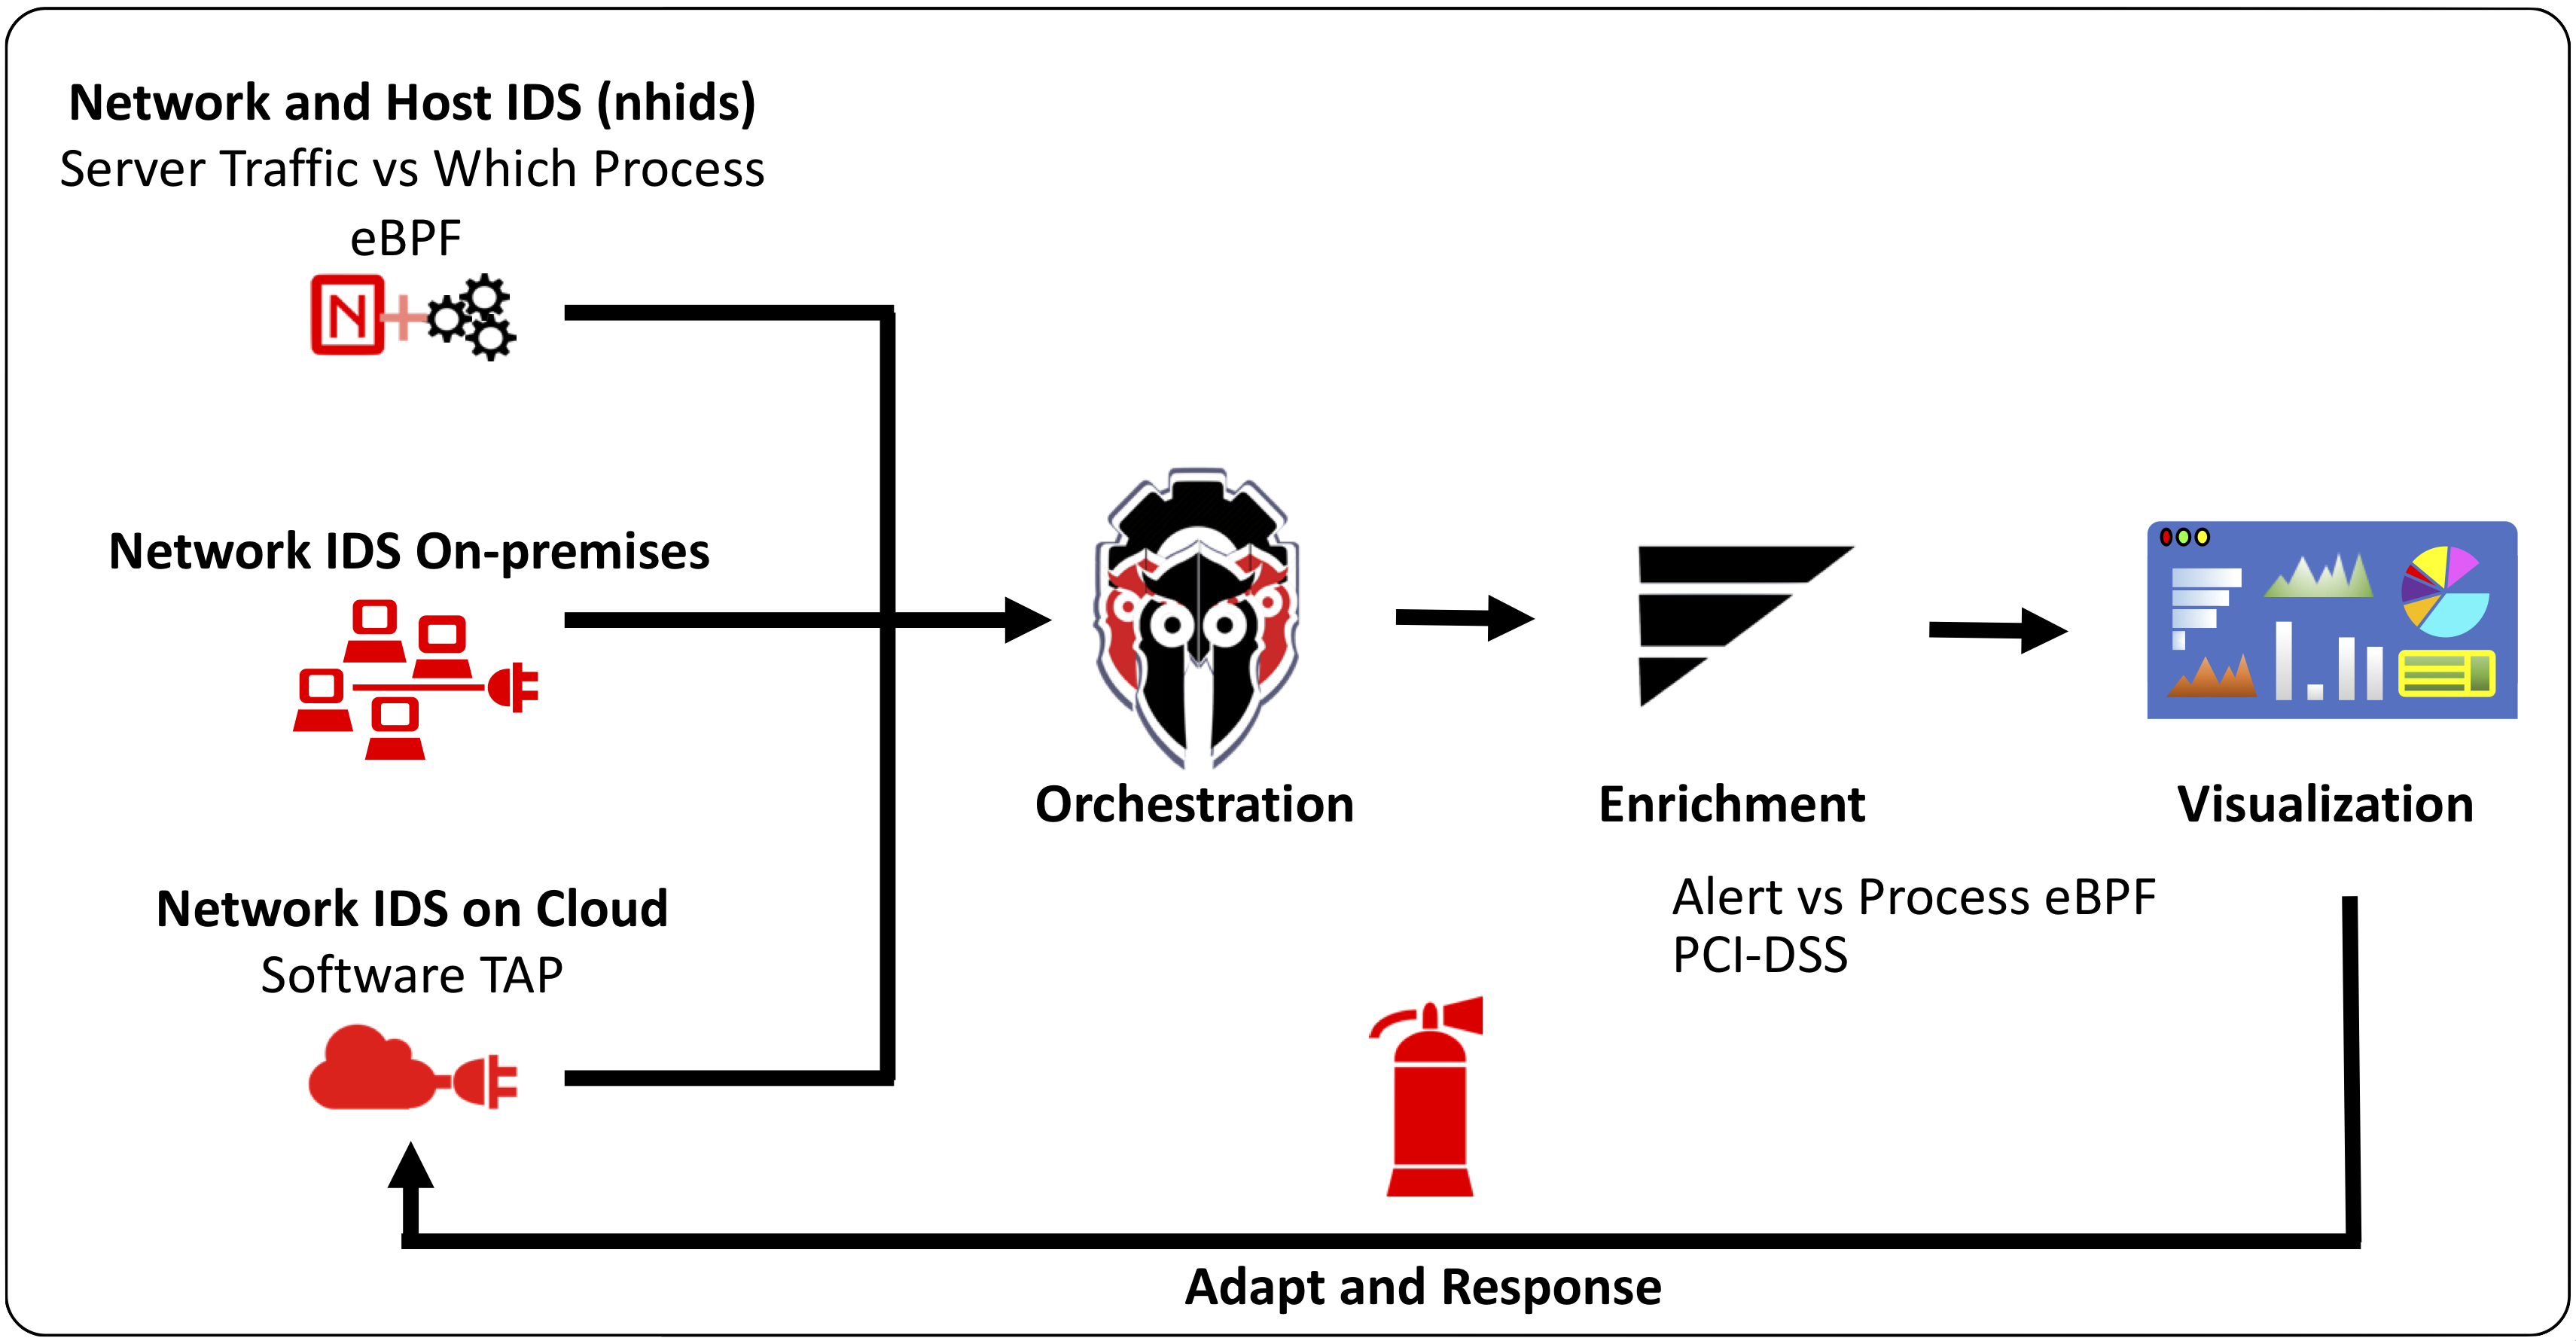 Network and Host IDS (nhids)
Server Traffic vs Which Process
eBPF
N
Network IDS On-premises
Network IDS on Cloud
Software TAP
Orchestration
Enrichment
Visualization
Alert vs Process eBPF
PCI-DSS
Adapt and Response